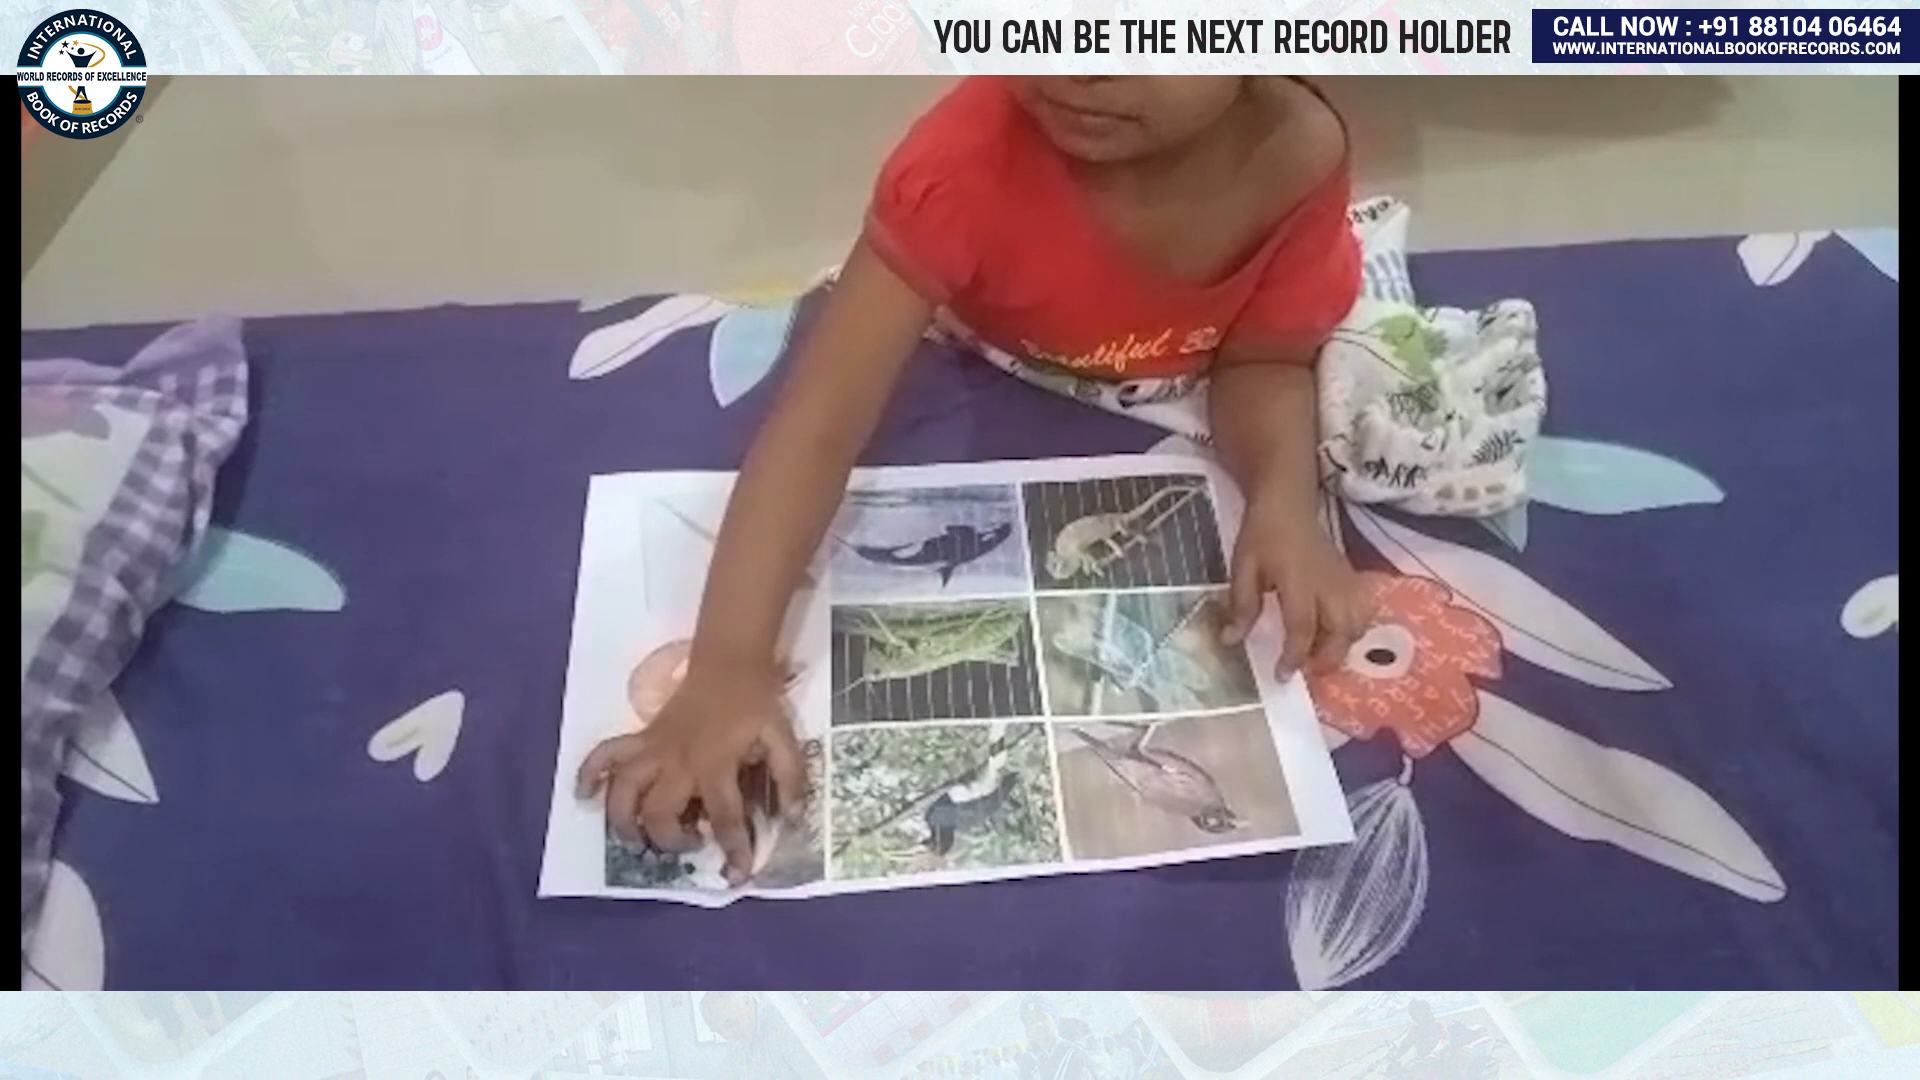 INTERNATIONAL
WORLD RECORDS OF EXCELLENCE
BOOK OF RECORDS
YOU CAN BE THE NEXT RECORD HOLDER
CALL NOW : +91 88104 06464
WWW.INTERNATIONALBOOKOFRECORDS.COM
Beautiful